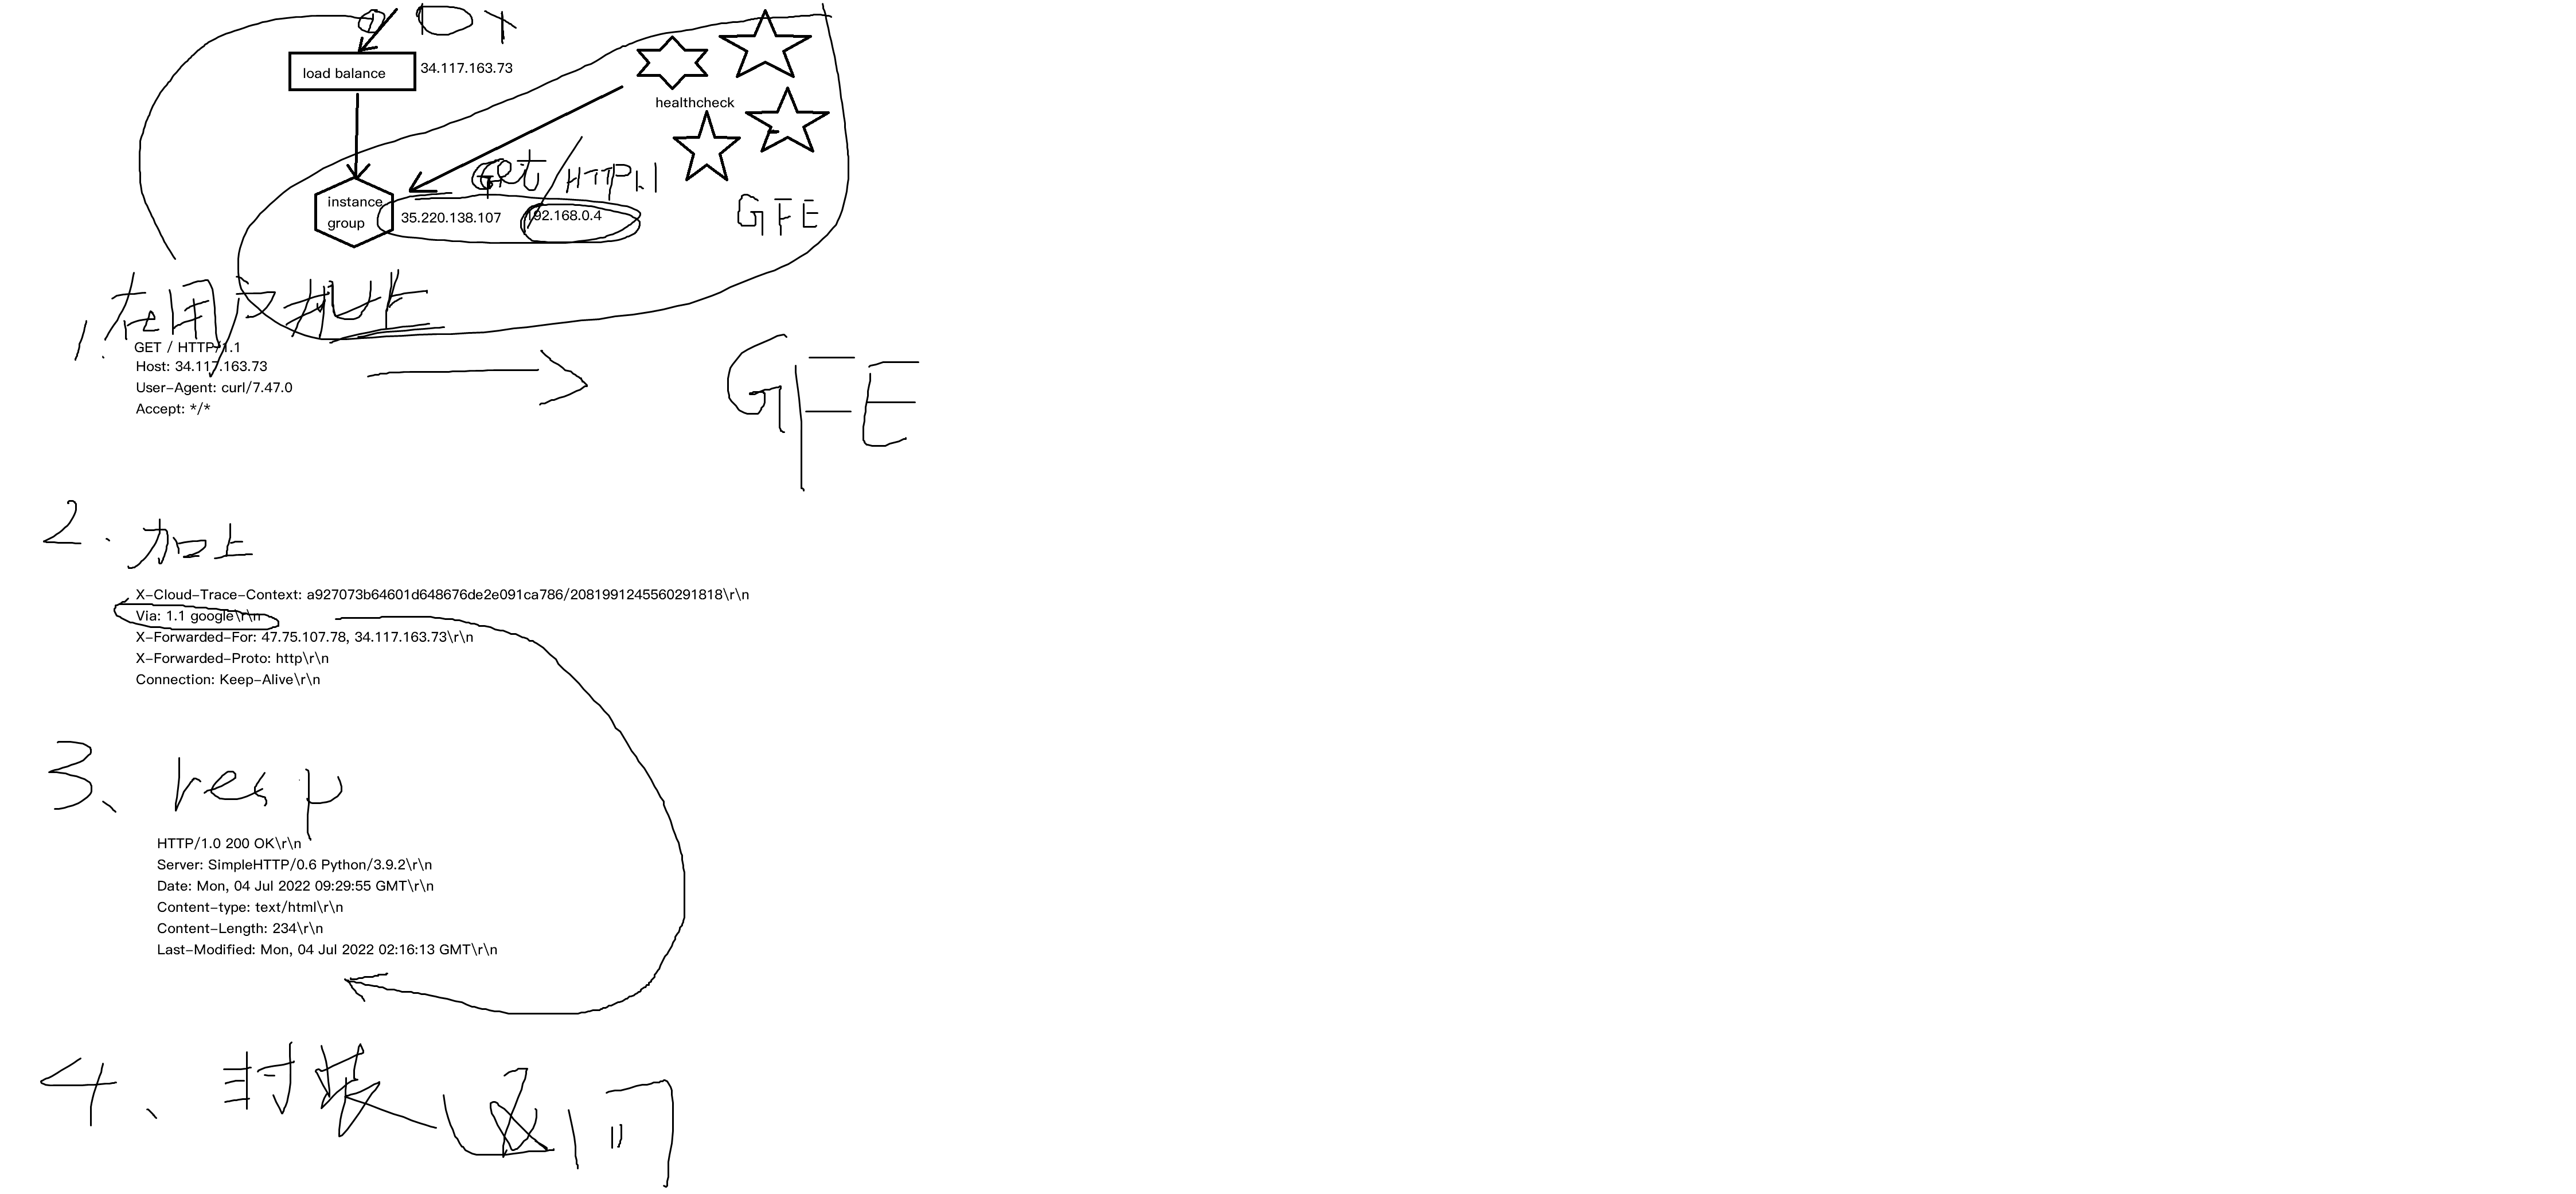 load balance
34.117.163.73
healthcheck
Get / HTTP1.1
instance
group
35.220.138.107
192.168.0.4
GFE
1. 在用户机上
GET / HTTP/1.1
Host: 34.117.163.73
User-Agent: curl/7.47.0
Accept: */*
GFE
2. 加上
X-Cloud-Trace-Context: a927073b64601d648676de2e091ca786/2081991245560291818\r\n
Via: 1.1 google\r\n
X-Forwarded-For: 47.75.107.78, 34.117.163.73\r\n
X-Forwarded-Proto: http\r\n
Connection: Keep-Alive\r\n
3、resp
HTTP/1.0 200 OK\r\n
Server: SimpleHTTP/0.6 Python/3.9.2\r\n
Date: Mon, 04 Jul 2022 09:29:55 GMT\r\n
Content-type: text/html\r\n
Content-Length: 234\r\n
Last-Modified: Mon, 04 Jul 2022 02:16:13 GMT\r\n
4、封装